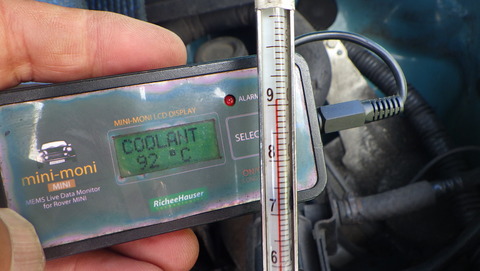 MINI-MONI LCD DISPLAY
ALARM
COOLANT
92 °C
SELEC
mini-moni
MINI
MEMS Live Data Monitor
for Rover MINI
RicheeHauser
9
8
7
6